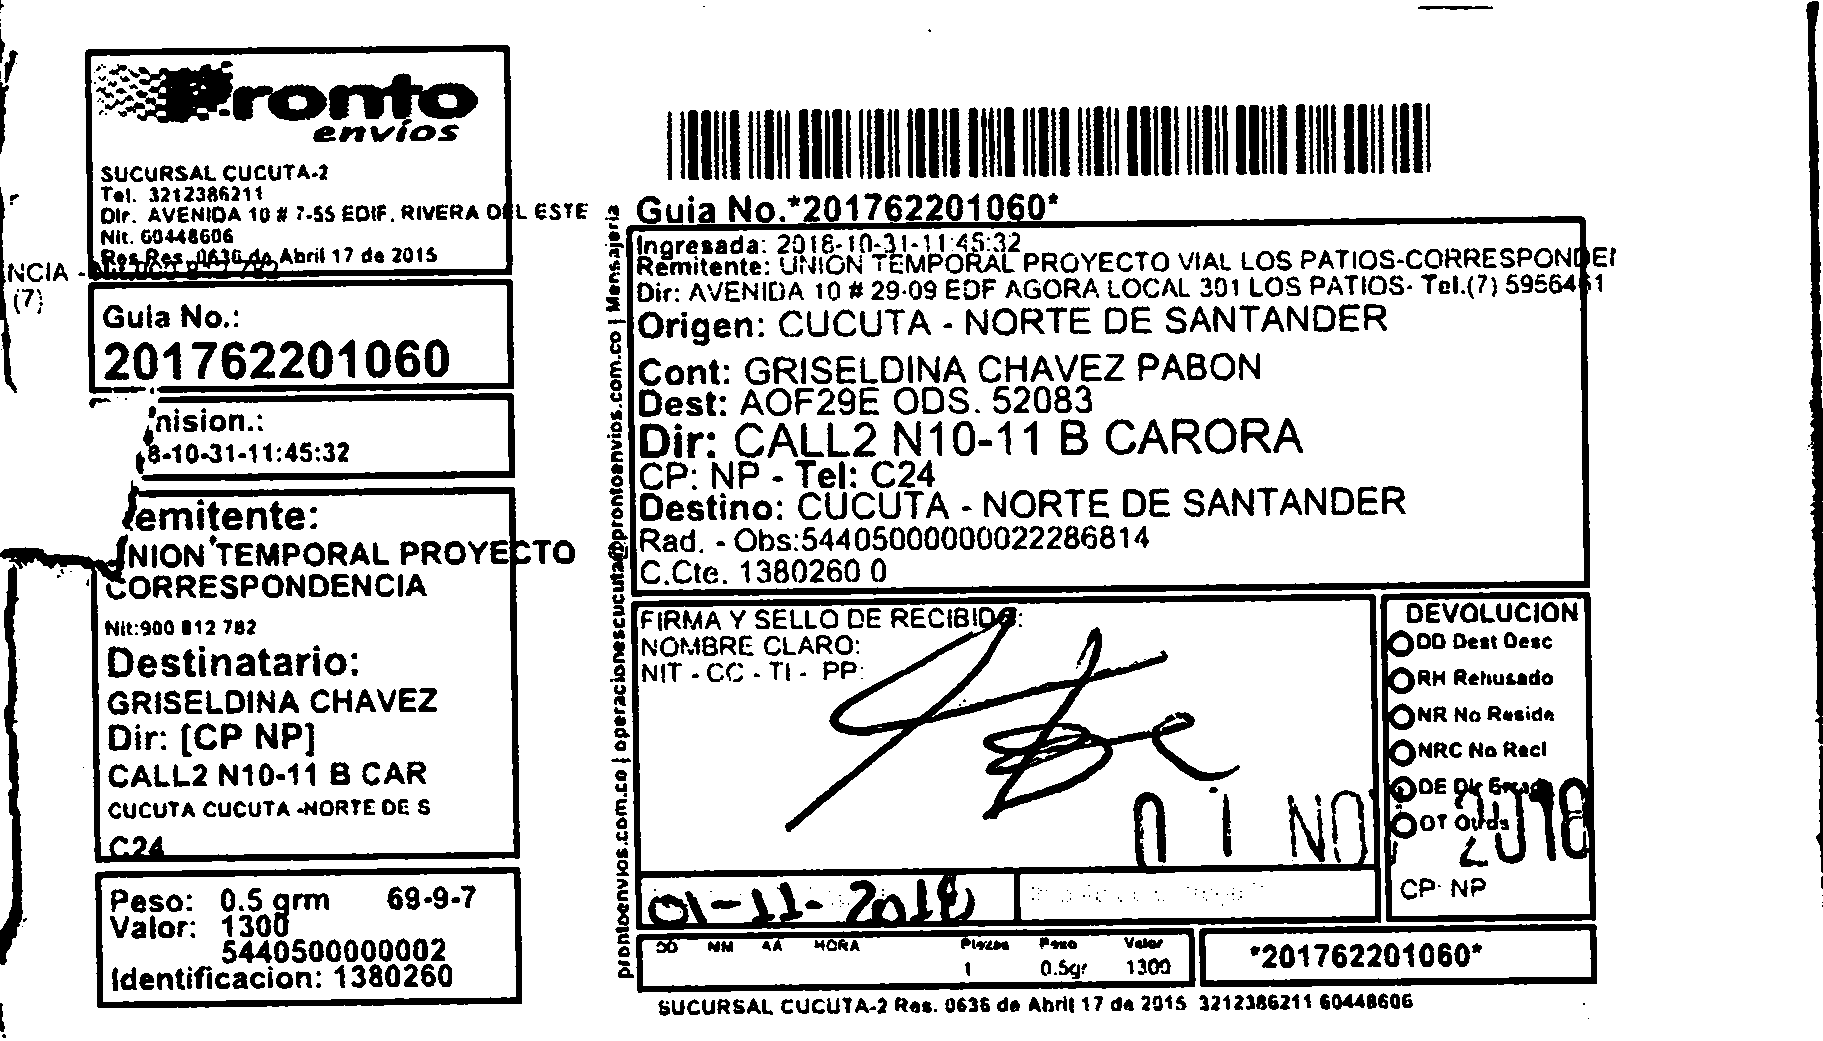 Pronto
envíos
SUCURSAL CUCUTA-2
Tel. 3212386211
Dir. AVENIDA 10 # 7-55 EDIF. RIVERA DEL ESTE
Nit. 60448606
Res Res. 0636 de Abril 17 de 2015
NCIA -
(7)
Guia No.:
201762201060
nision.:
8-10-31-11:45:32
emitente:
NION TEMPORAL PROYECTO
CORRESPONDENCIA
Nit:900 812 782
Destinatario:
GRISELDINA CHAVEZ
Dir: [CP NP]
CALL2 N10-11 B CAR
CUCUTA CUCUTA -NORTE DE S
C24
Peso: 0.5 grm 69-9-7
Valor: 1300
5440500000002
Identificacion: 1380260
prontoenvios.com.co | operacionescucuta@prontoenvios.com.co | Mensajeria
Guia No.*201762201060*
Ingresada: 2018-10-31-11:45:32
Remitente: UNION TEMPORAL PROYECTO VIAL LOS PATIOS-CORRESPONDEN
Dir: AVENIDA 10 # 29-09 EDF AGORA LOCAL 301 LOS PATIOS- Tel.(7) 5956461
Origen: CUCUTA - NORTE DE SANTANDER
Cont: GRISELDINA CHAVEZ PABON
Dest: AOF29E ODS. 52083
Dir: CALL2 N10-11 B CARORA
CP: NP - Tel: C24
Destino: CUCUTA - NORTE DE SANTANDER
Rad. - Obs:54405000000022286814
C.Cte. 1380260 0
FIRMA Y SELLO DE RECIBIDO:
NOMBRE CLARO:
NIT - CC - TI - PP:
01 NO 2018
01-11-2018
DD MM AA HORA Piezas Peso Valor
1 0.5gr 1300
DEVOLUCION
DD Dest Desc
RH Rehusado
NR No Reside
NRC No Recl
DE Dir
OT
CP: NP
*201762201060*
SUCURSAL CUCUTA-2 Res. 0636 de Abril 17 de 2015 3212386211 60448606